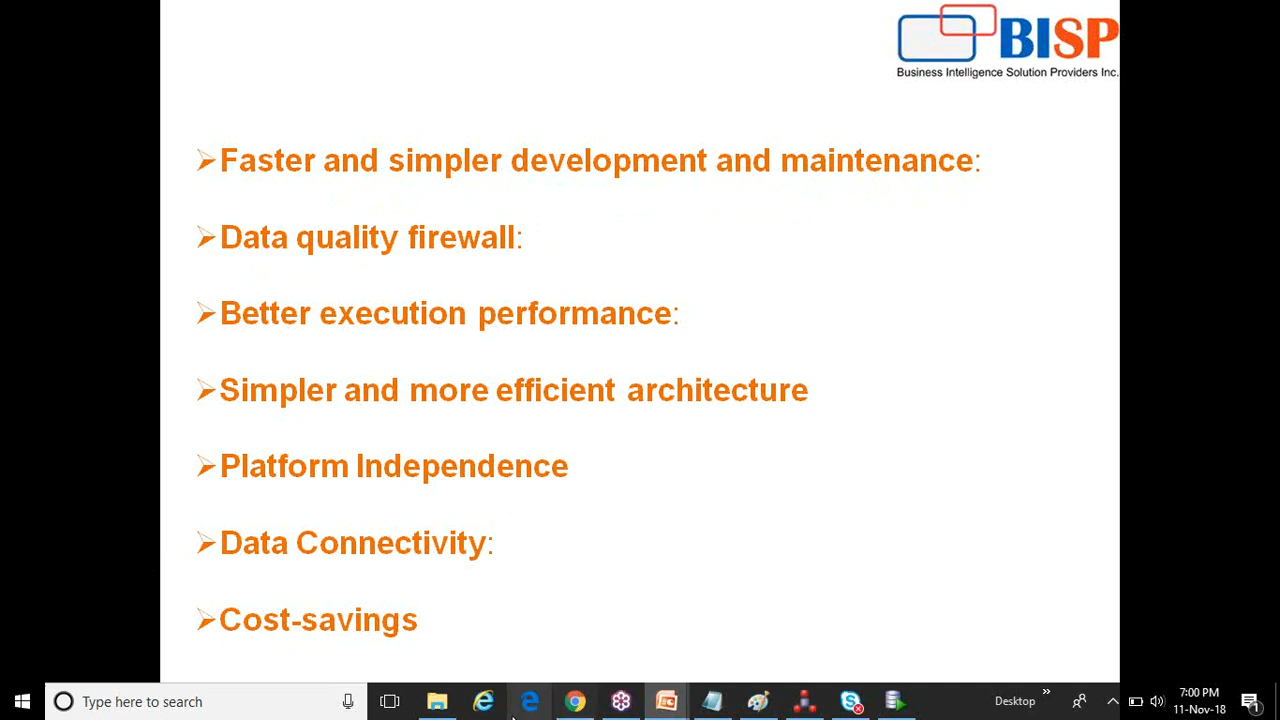 BISP
Business Intelligence Solution Providers Inc.
Faster and simpler development and maintenance:
Data quality firewall:
Better execution performance:
Simpler and more efficient architecture
Platform Independence
Data Connectivity:
Cost-savings
Type here to search
Desktop
7:00 PM
11-Nov-18
1